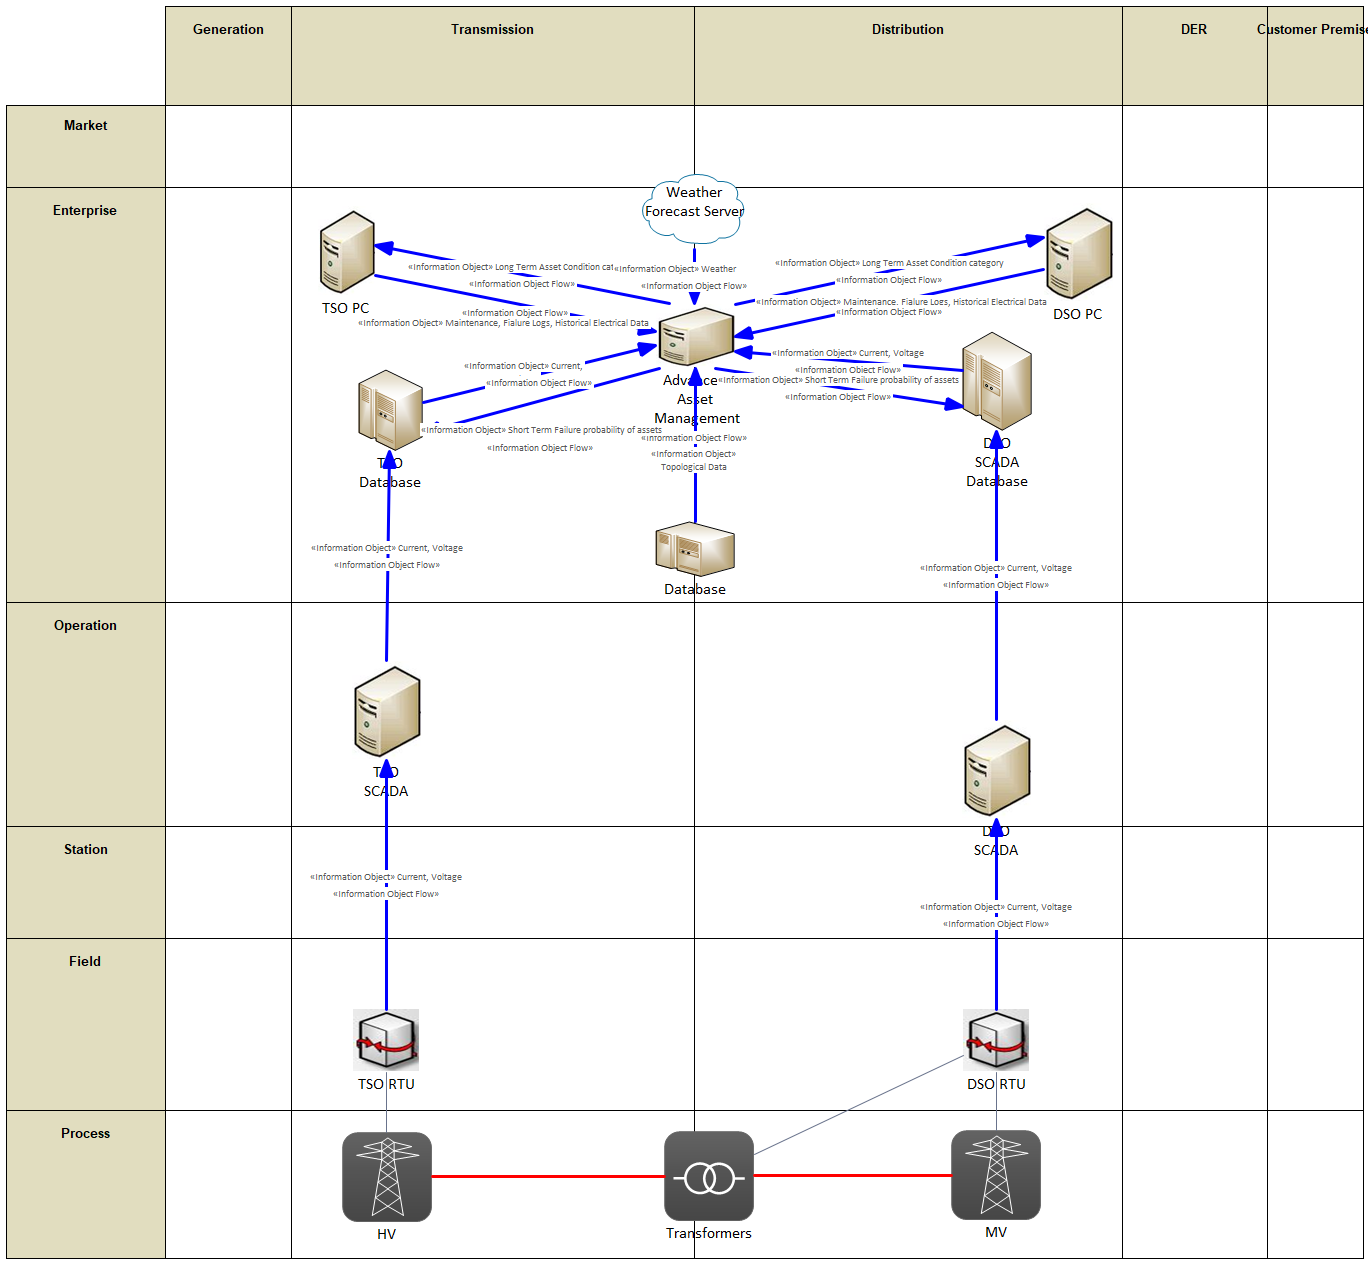 Generation
Transmission
Distribution
DER
Customer Premise
Market
Enterprise
Weather
Forecast Server
TSO PC
DSO PC
«Information Object» Long Term Asset Condition cat
«Information Object Flow»
«Information Object» Weather
«Information Object Flow»
«Information Object» Long Term Asset Condition category
«Information Object Flow»
«Information Object Flow»
«Information Object» Maintenance, Fialure Logs, Historical Electrical Data
«Information Object» Maintenance, Fialure Logs, Historical Electrical Data
«Information Object Flow»
«Information Object» Current,
«Information Object Flow»
«Information Object» Current, Voltage
«Information Object Flow»
Advance
Asset
Management
«Information Object» Short Term Failure probability of assets
«Information Object Flow»
«Information Object» Short Term Failure probability of assets
«Information Object Flow»
«Information Object Flow»
«Information Object»
Topological Data
TSO
Database
DSO
SCADA
Database
«Information Object» Current, Voltage
«Information Object Flow»
Database
«Information Object» Current, Voltage
«Information Object Flow»
Operation
TSO
SCADA
DSO
SCADA
Station
«Information Object» Current, Voltage
«Information Object Flow»
«Information Object» Current, Voltage
«Information Object Flow»
Field
TSO RTU
DSO RTU
Process
HV
Transformers
MV